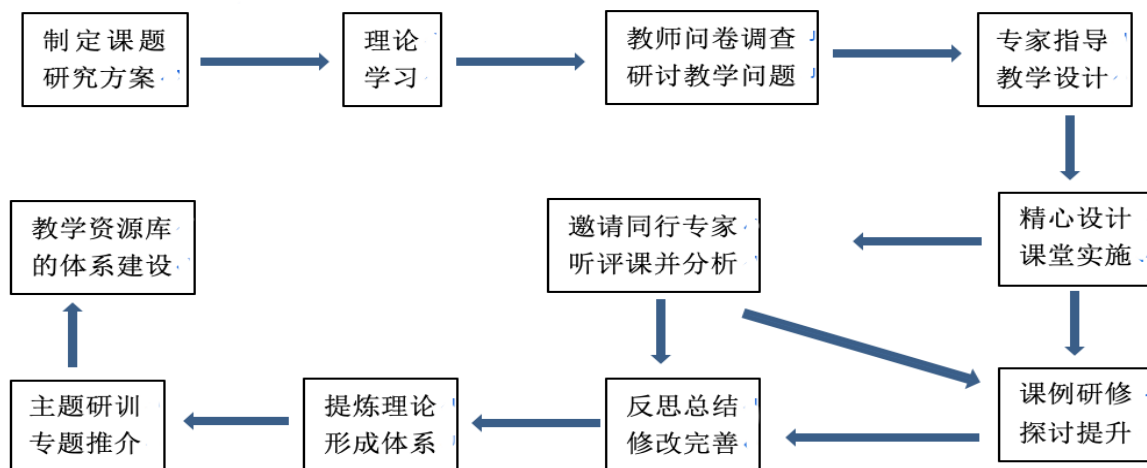 制定课题
研究方案
理论
学习
教师问卷调查
研讨教学问题
专家指导
教学设计
精心设计
课堂实施
邀请同行专家
听评课并分析
教学资源库
的体系建设
课例研修
探讨提升
反思总结
修改完善
提炼理论
形成体系
主题研训
专题推介